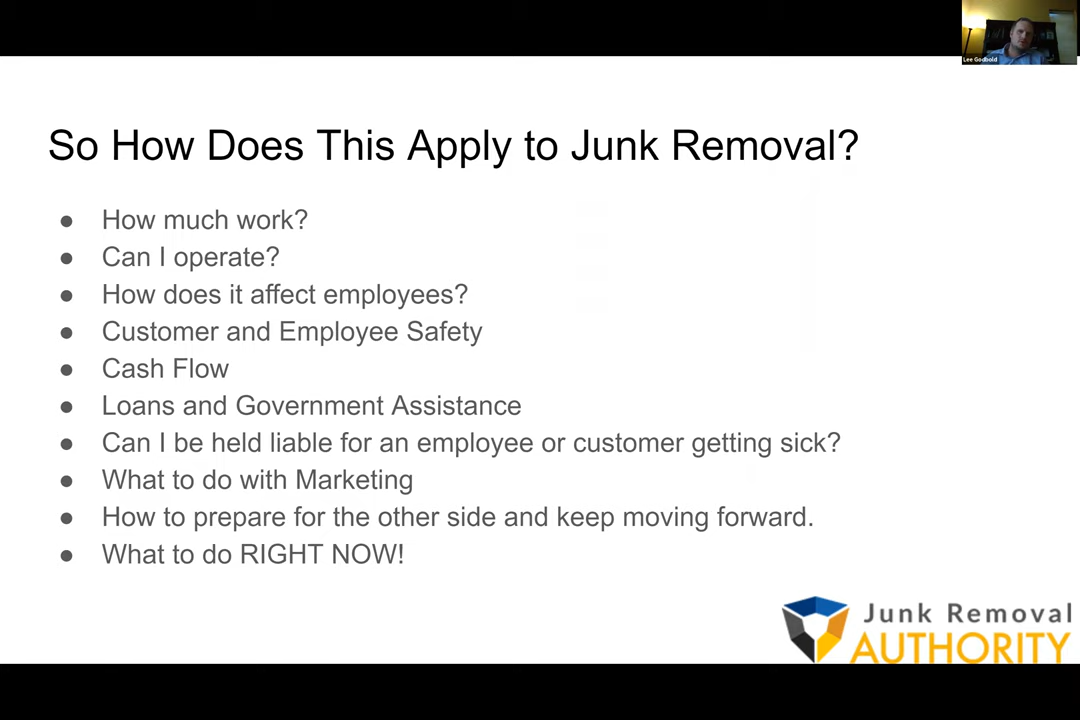 Lee Godbold
So How Does This Apply to Junk Removal?
● How much work?
● Can I operate?
● How does it affect employees?
● Customer and Employee Safety
● Cash Flow
● Loans and Government Assistance
● Can I be held liable for an employee or customer getting sick?
● What to do with Marketing
● How to prepare for the other side and keep moving forward.
● What to do RIGHT NOW!
Junk Removal
AUTHORITY